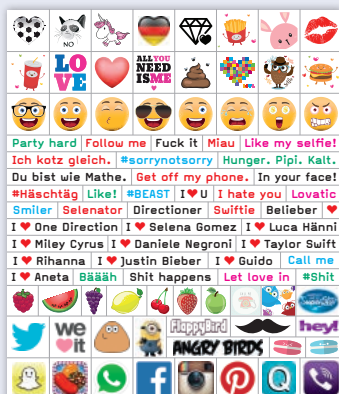 NO
LOVE
ALL YOU NEED IS ME
Party hard Follow me Fuck it Miau Like my selfie!
Ich kotz gleich. #sorrynotsorry Hunger. Pipi. Kalt.
Du bist wie Mathe. Get off my phone. In your face!
#Häschtäg Like! #BEAST I ❤ U I hate you Lovatic
Smiler Selenator Directioner Swiftie Belieber ❤
I ❤ One Direction I ❤ Selena Gomez I ❤ Luca Hänni
I ❤ Miley Cyrus I ❤ Daniele Negroni I ❤ Taylor Swift
I ❤ Rihanna I ❤ Justin Bieber I ❤ Guido Call me
I ❤ Aneta Bäääh Shit happens Let love in #Shit
we ❤ it FlappyBird hey!
ANGRY BIRDS